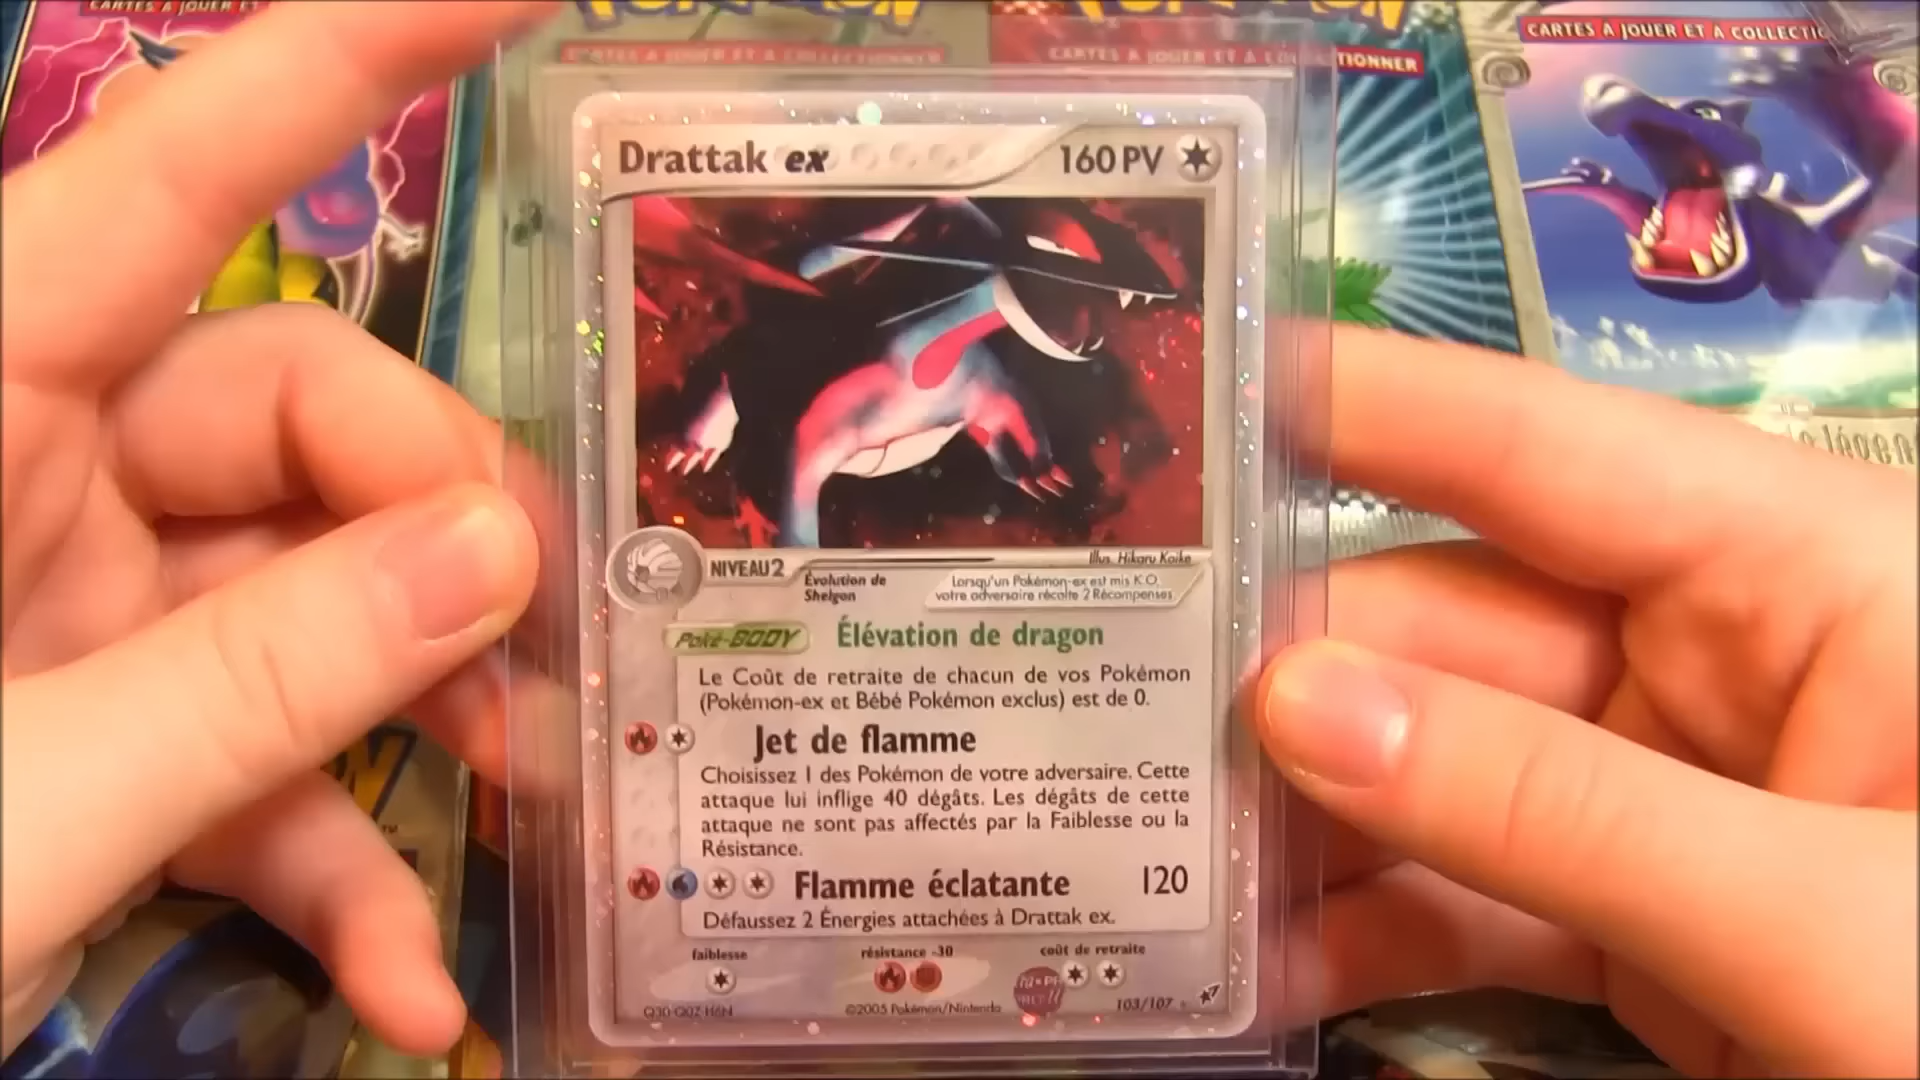 CARTES À JOUER ET
CARTES À JOUER ET À COLLECTIONNER
CARTES À JOUER ET À COLLECTIONNER
CARTES À JOUER ET À COLLECTIO
Drattak ex 160 PV
NIVEAU 2
Illus. Hikaru Koike
Évolution de
Shelgon
Lorsqu'un Pokémon-ex est mis K.O.
votre adversaire récolte 2 Récompenses
Poké-BODY Élévation de dragon
Le Coût de retraite de chacun de vos Pokémon
(Pokémon-ex et Bébé Pokémon exclus) est de 0.
Jet de flamme
Choisissez 1 des Pokémon de votre adversaire. Cette
attaque lui inflige 40 dégâts. Les dégâts de cette
attaque ne sont pas affectés par la Faiblesse ou la
Résistance.
Flamme éclatante 120
Défaussez 2 Énergies attachées à Drattak ex.
faiblesse résistance -30 coût de retraite
©2005 Pokémon/Nintendo 103/107
légen